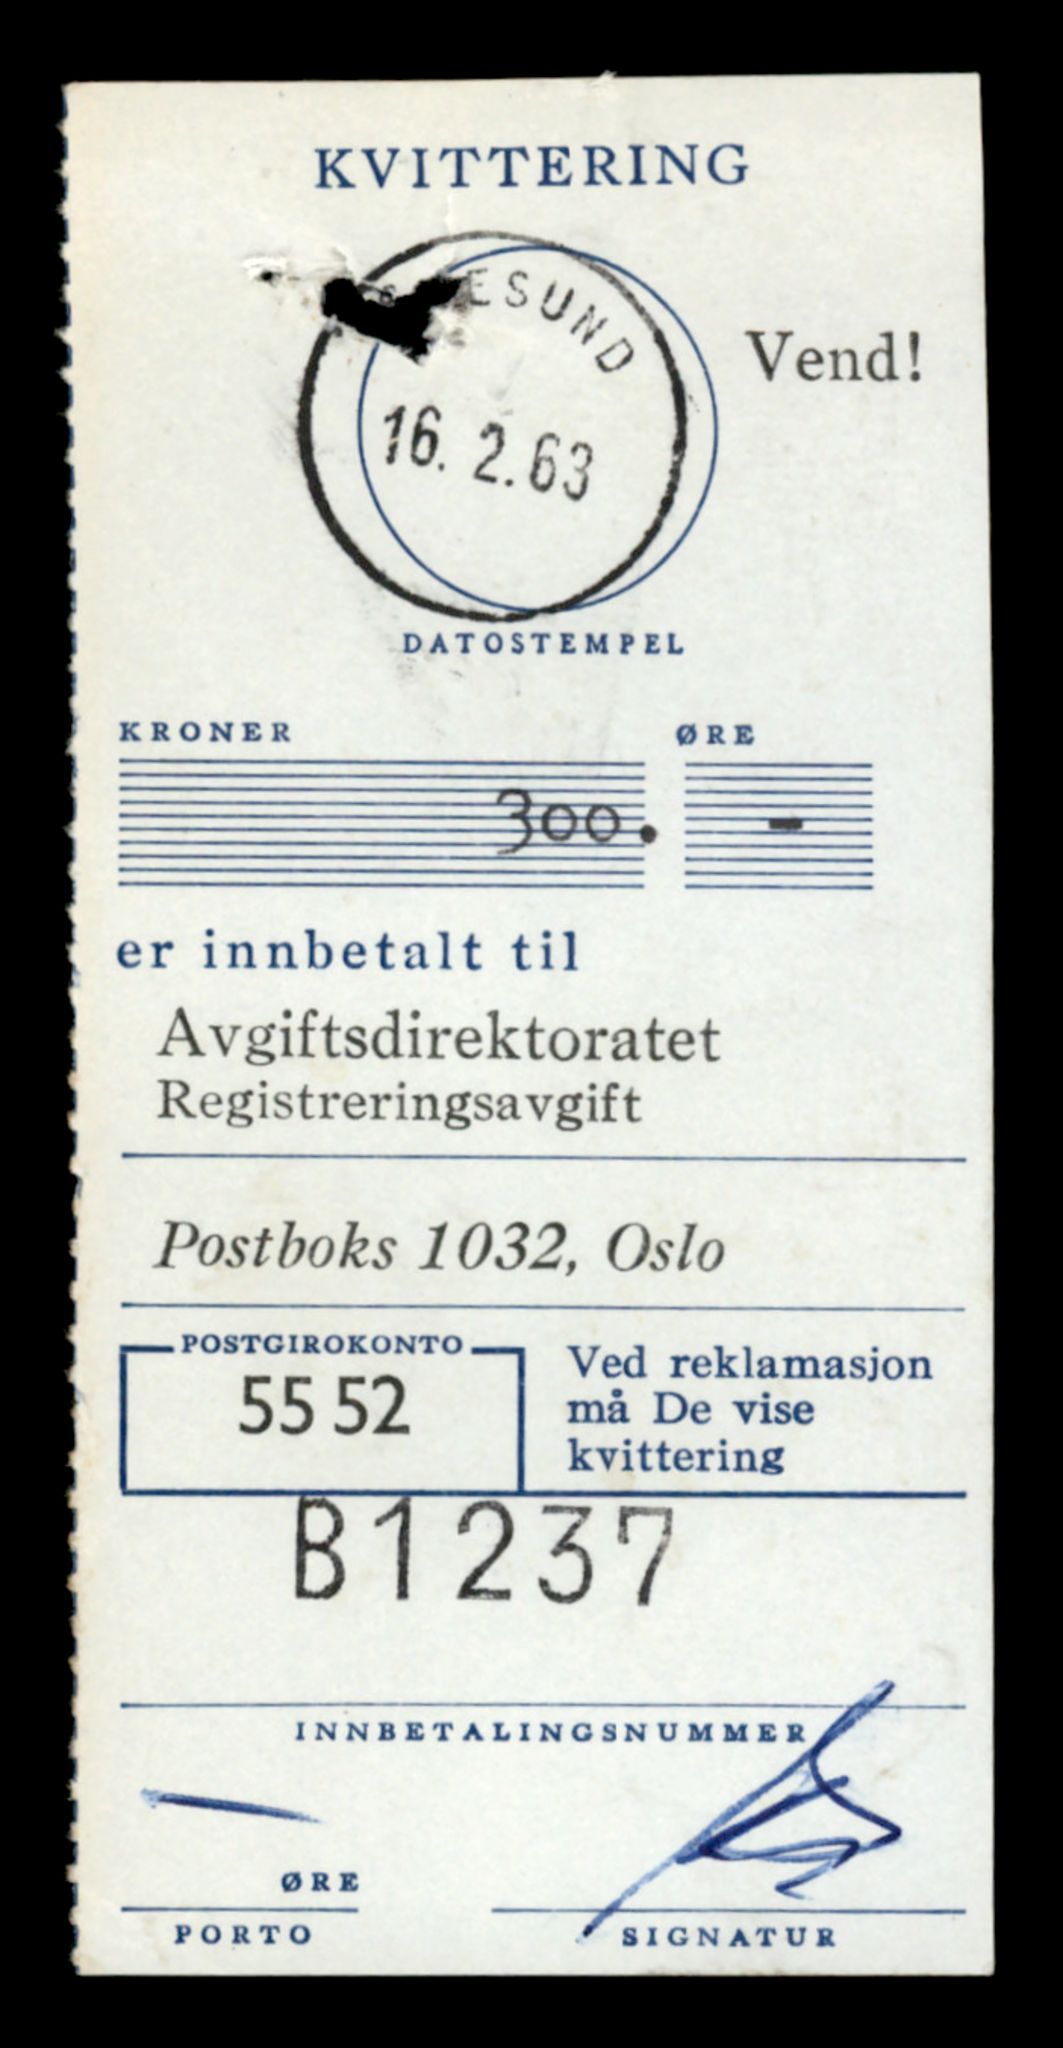 KVITTERING
ESUND
Vend!
16. 2. 63
DATOSTEMPEL
KRONER ØRE
300. -
er innbetalt til
Avgiftsdirektoratet
Registreringsavgift
Postboks 1032, Oslo
POSTGIROKONTO
55 52
Ved reklamasjon
må De vise
kvittering
B1237
INNBETALINGSNUMMER
ØRE
PORTO
SIGNATUR